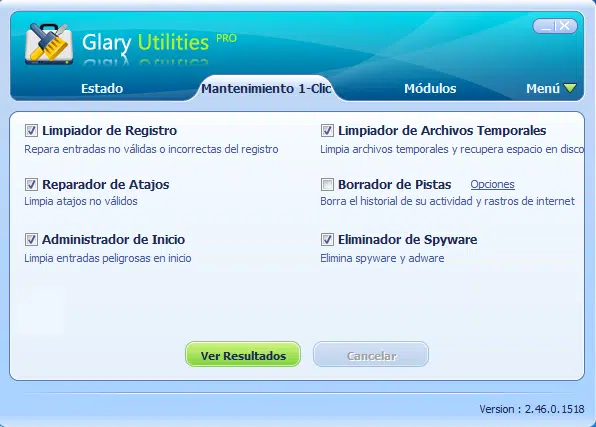 Glary Utilities PRO
Estado
Mantenimiento 1-Clic
Módulos
Menú
Limpiador de Registro
Repara entradas no válidas o incorrectas del registro
Limpiador de Archivos Temporales
Limpia archivos temporales y recupera espacio en disco
Reparador de Atajos
Limpia atajos no válidos
Borrador de Pistas Opciones
Borra el historial de su actividad y rastros de internet
Administrador de Inicio
Limpia entradas peligrosas en inicio
Eliminador de Spyware
Elimina spyware y adware
Ver Resultados
Cancelar
Version : 2.46.0.1518